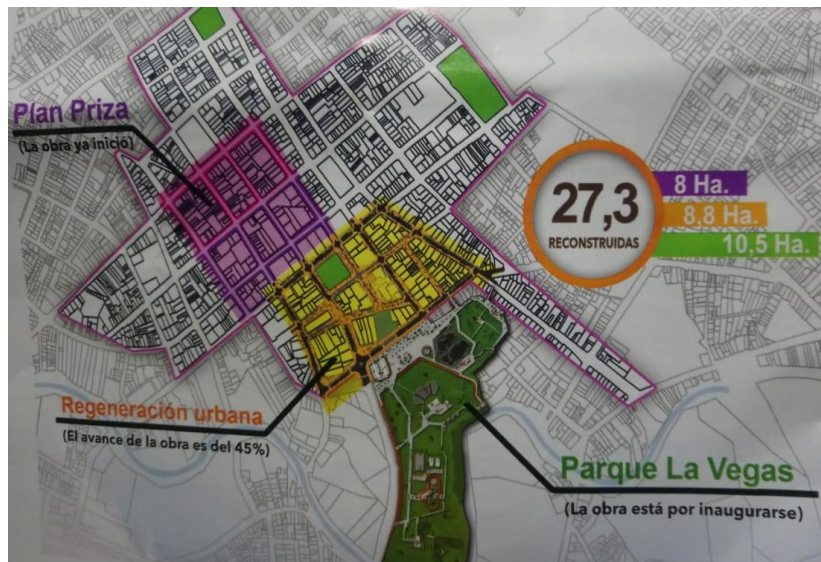 Plan Priza
(La obra ya inició)
27,3
RECONSTRUIDAS
8 Ha.
8,8 Ha.
10,5 Ha.
Regeneración urbana
(El avance de la obra es del 45%)
Parque La Vegas
(La obra está por inaugurarse)